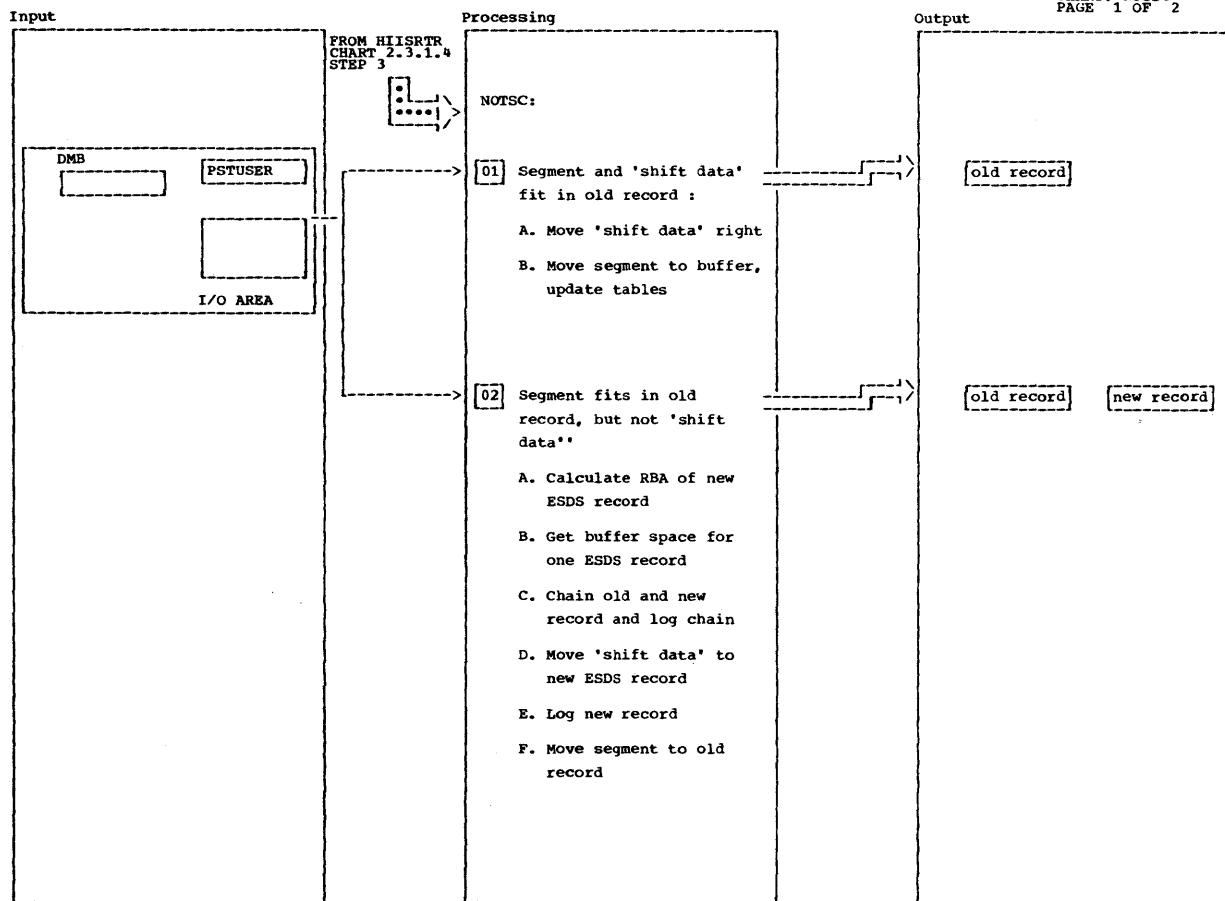 PAGE 1 OF 2
Input
Processing
Output
FROM HIISRTR
CHART 2.3.1.4
STEP 3
NOTSC:
DMB
PSTUSER
I/O AREA
01 Segment and 'shift data'
fit in old record :
A. Move 'shift data' right
B. Move segment to buffer,
update tables
old record
02 Segment fits in old
record, but not 'shift
data''
A. Calculate RBA of new
ESDS record
B. Get buffer space for
one ESDS record
C. Chain old and new
record and log chain
D. Move 'shift data' to
new ESDS record
E. Log new record
F. Move segment to old
record
old record
new record